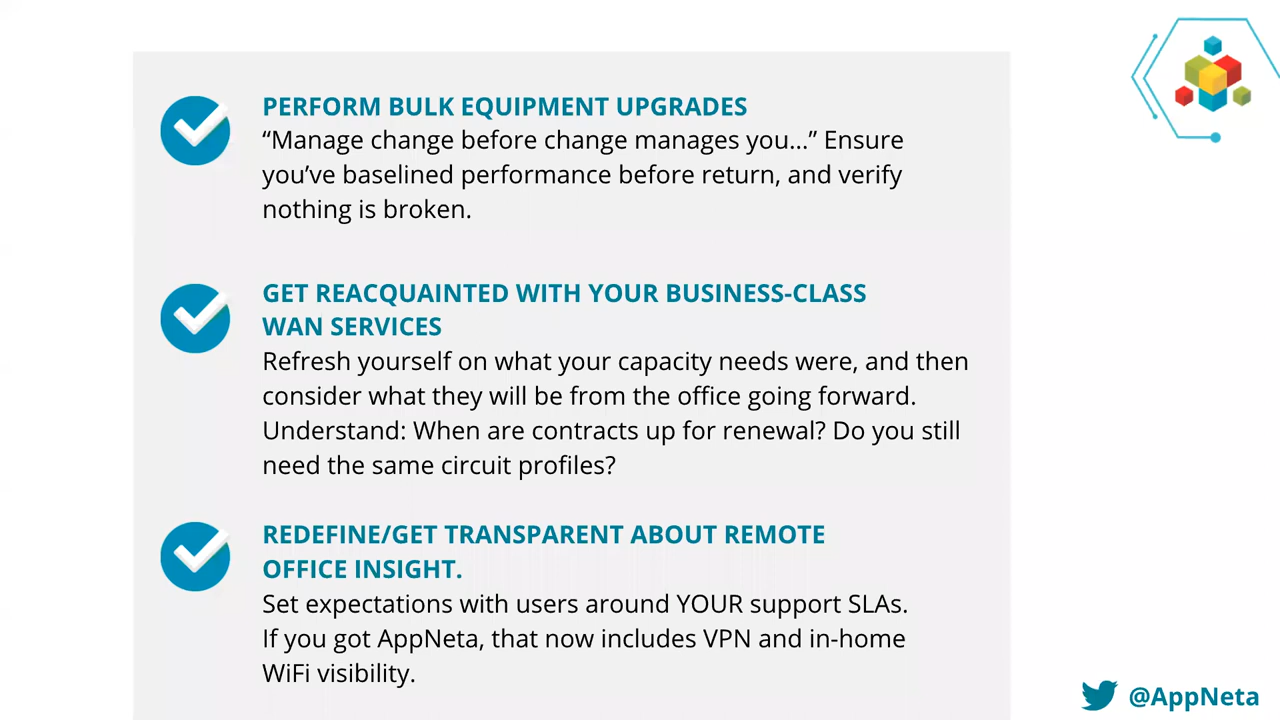 PERFORM BULK EQUIPMENT UPGRADES
“Manage change before change manages you...” Ensure
you’ve baselined performance before return, and verify
nothing is broken.
GET REACQUAINTED WITH YOUR BUSINESS-CLASS
WAN SERVICES
Refresh yourself on what your capacity needs were, and then
consider what they will be from the office going forward.
Understand: When are contracts up for renewal? Do you still
need the same circuit profiles?
REDEFINE/GET TRANSPARENT ABOUT REMOTE
OFFICE INSIGHT.
Set expectations with users around YOUR support SLAs.
If you got AppNeta, that now includes VPN and in-home
WiFi visibility.
@AppNeta